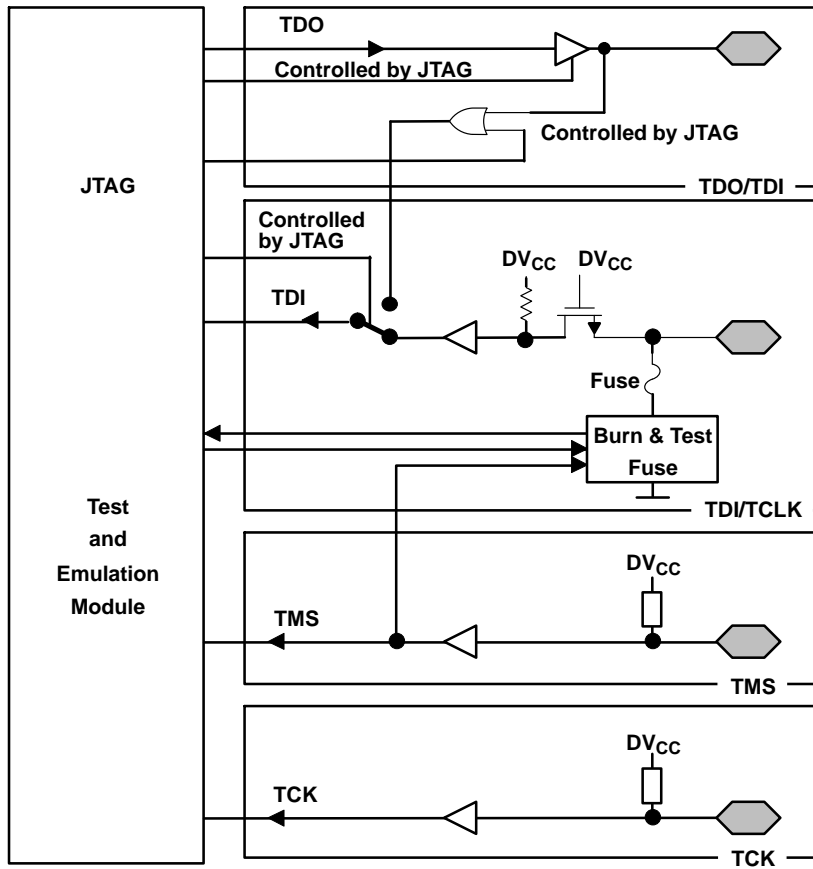 TDO
Controlled by JTAG
Controlled by JTAG
TDO/TDI
JTAG
Controlled
by JTAG
DVCC
DVCC
TDI
Fuse
Burn & Test
Fuse
TDI/TCLK
Test
and
Emulation
Module
DVCC
TMS
TMS
DVCC
TCK
TCK